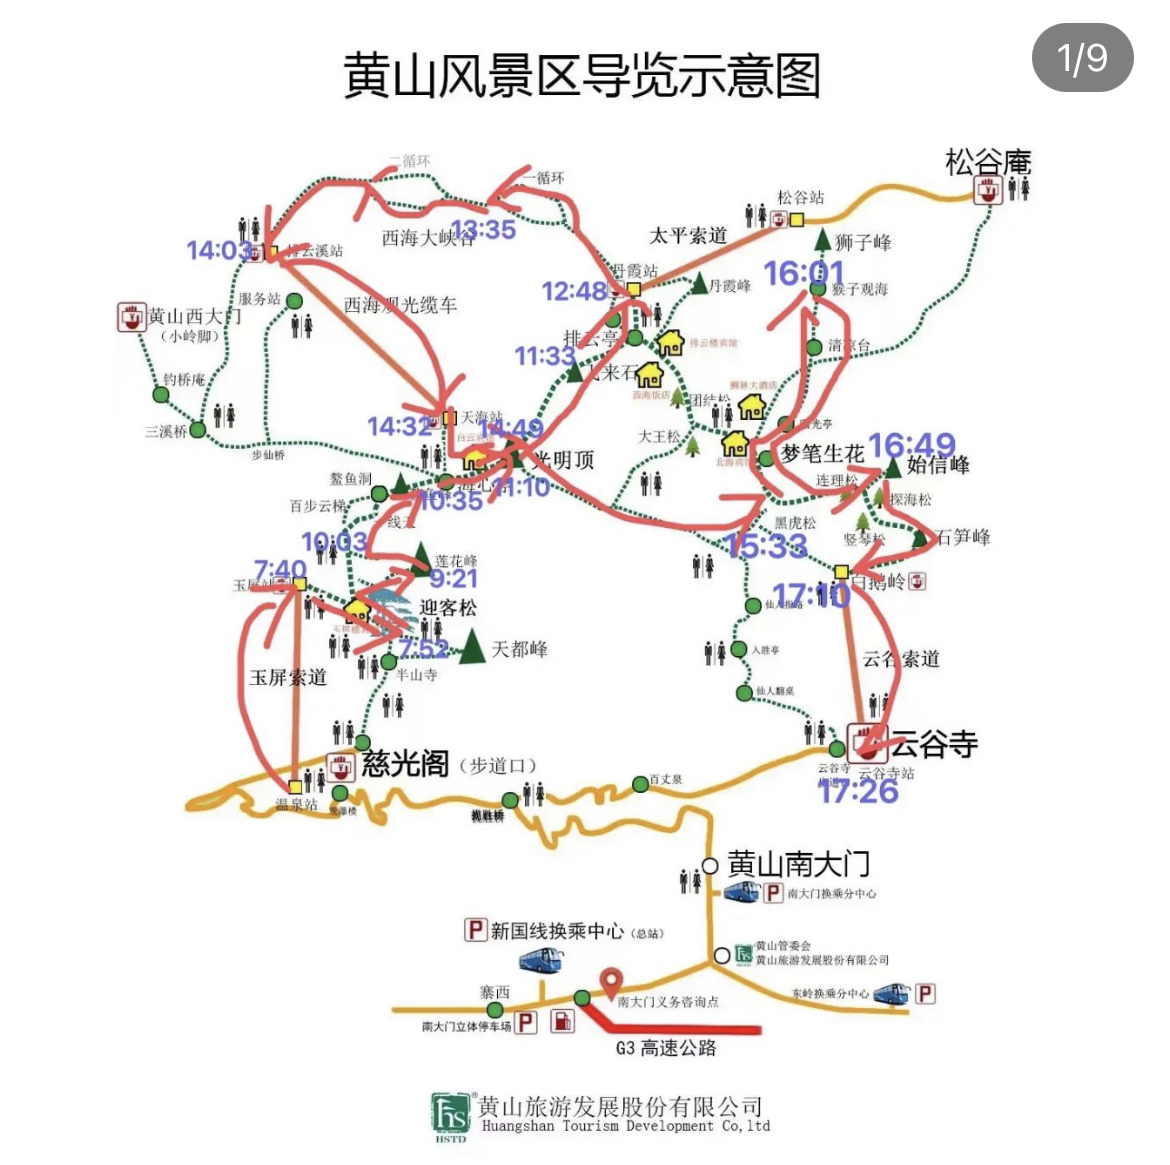 1/9
黄山风景区导览示意图
松谷庵
二循环
一循环
松谷站
狮子峰
13:35
西海大峡谷
太平索道
14:03
排云溪站
丹霞站
16:01
猴子观海
12:48
丹霞峰
服务站
西海观光缆车
黄山西大门
（小岭脚）
排云亭
排云楼宾馆
清凉台
11:33
飞来石
钓桥庵
西海饭店
狮林大酒店
团结松
14:32
天海站
14:49
三溪桥
白云宾馆
大王松
北海宾馆
16:49
步仙桥
光明顶
梦笔生花
始信峰
鳌鱼洞
连理松
11:10
百步云梯
10:35
探海松
一线天
黑虎松
竖琴松
石笋峰
10:03
15:33
莲花峰
7:40
9:21
玉屏站
白鹅岭
17:10
迎客松
仙人指路
7:52
天都峰
入胜亭
半山寺
云谷索道
玉屏索道
仙人翻桌
慈光阁（步道口）
云谷寺
云谷寺站
百丈泉
17:26
温泉站
观瀑楼
黄山南大门
南大门换乘分中心
新国线换乘中心（总站）
黄山管委会
黄山旅游发展股份有限公司
东岭换乘分中心
寨西
南大门义务咨询点
南大门立体停车场
G3 高速公路
黄山旅游发展股份有限公司
Huangshan Tourism Development Co,ltd
HSTD